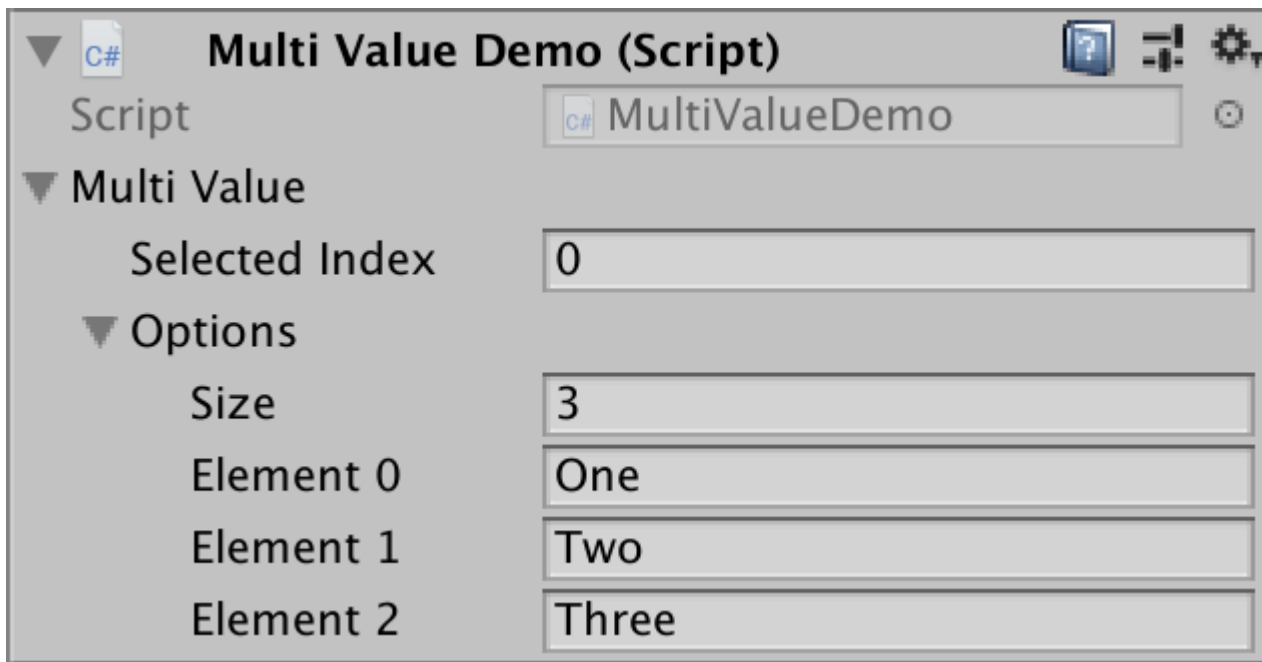 C# Multi Value Demo (Script) ?
Script C# MultiValueDemo
Multi Value
Selected Index 0
Options
Size 3
Element 0 One
Element 1 Two
Element 2 Three